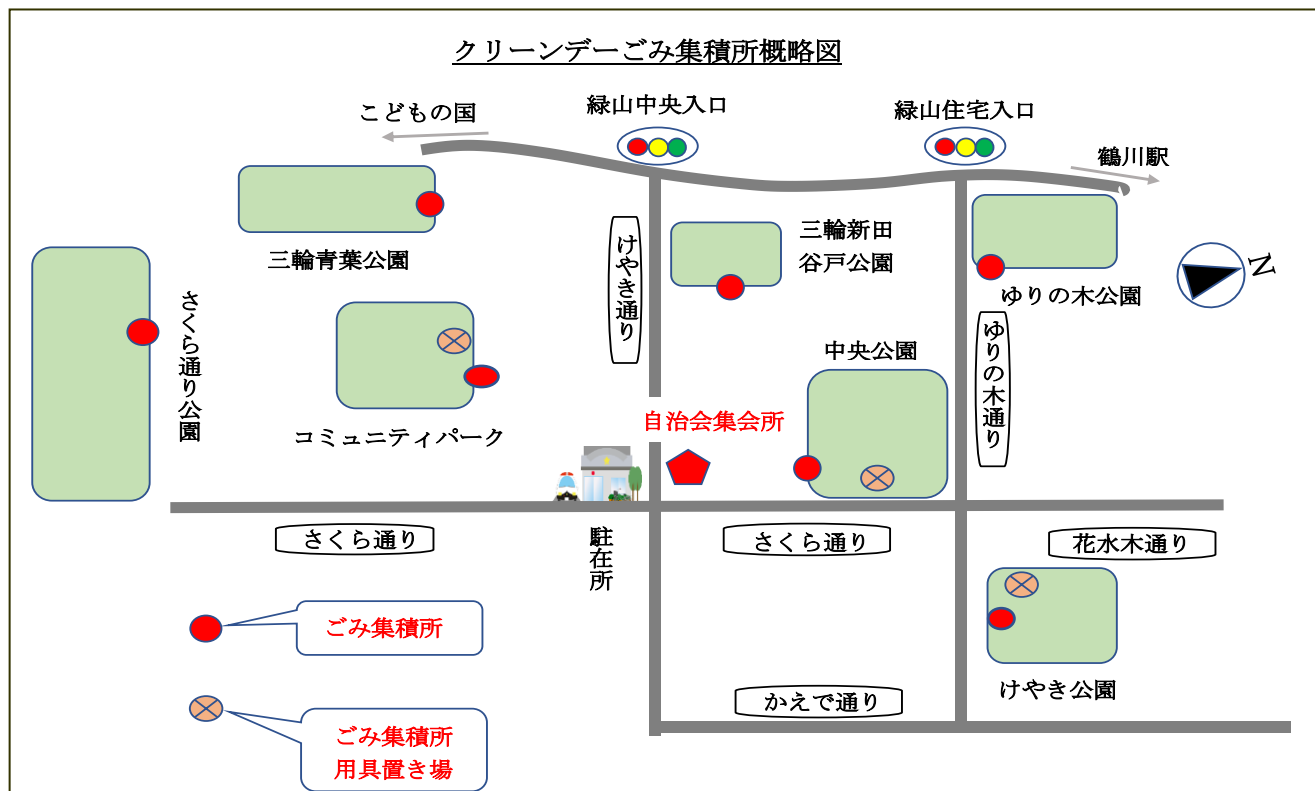 クリーンデーごみ集積所概略図
こどもの国
緑山中央入口
緑山住宅入口
鶴川駅
三輪青葉公園
けやき通り
三輪新田
谷戸公園
ゆりの木公園
N
さくら通り公園
コミュニティパーク
中央公園
ゆりの木通り
自治会集会所
さくら通り
駐在所
さくら通り
花水木通り
ごみ集積所
けやき公園
かえで通り
ごみ集積所
用具置き場